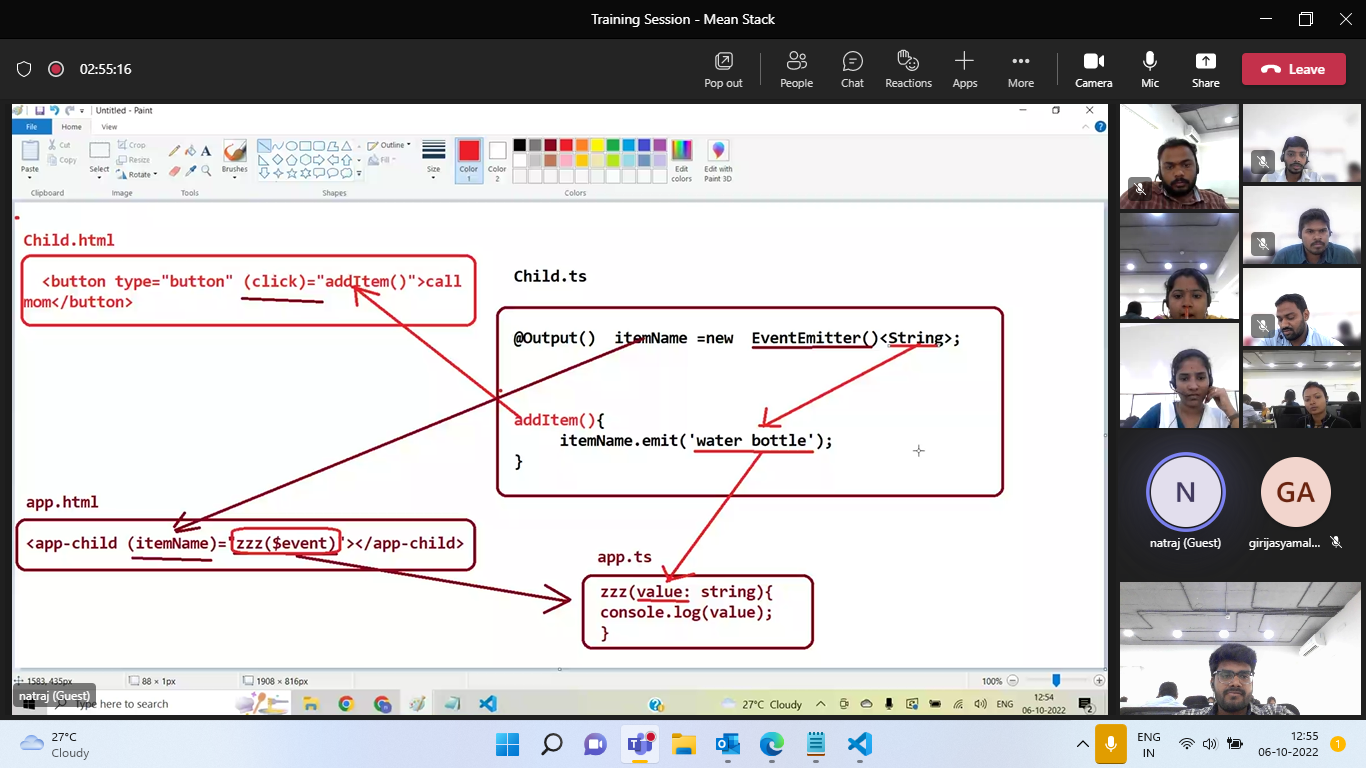 Training Session - Mean Stack
02:55:16
Pop out
People
Chat
Reactions
Apps
More
Camera
Mic
Share
Leave
Untitled - Paint
File
Home
View
Paste
Cut
Copy
Clipboard
Select
Crop
Resize
Rotate
Image
A
Tools
Brushes
Shapes
Outline
Fill
Size
Color
1
Color
2
Edit
colors
Edit with
Paint 3D
Colors
Child.html
<button type="button" (click)="addItem()">call
mom</button>
Child.ts
@Output() itemName =new EventEmitter()<String>;
addItem(){
itemName.emit('water bottle');
}
app.html
<app-child (itemName)="zzz($event)"></app-child>
app.ts
zzz(value: string){
console.log(value);
}
N
natraj (Guest)
GA
girijasyamal...
1583, 435px
88 × 1px
1908 × 816px
100%
natraj (Guest)
Type here to search
27°C Cloudy
ENG
12:54
06-10-2022
2
27°C
Cloudy
ENG
IN
12:55
06-10-2022
1